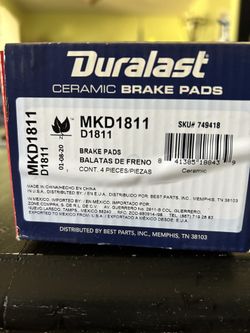 Duralast
CERAMIC BRAKE PADS
MKD1811
D1811
01-08-20
MKD1811
D1811
SKU# 749418
BRAKE PADS
BALATAS DE FRENO
CONT. 4 PIECES/PIEZAS
Ceramic
MADE IN CHINA/HECHO EN CHINA
DISTRIBUTED BY BEST PARTS, INC., MEMPHIS, TN 38103